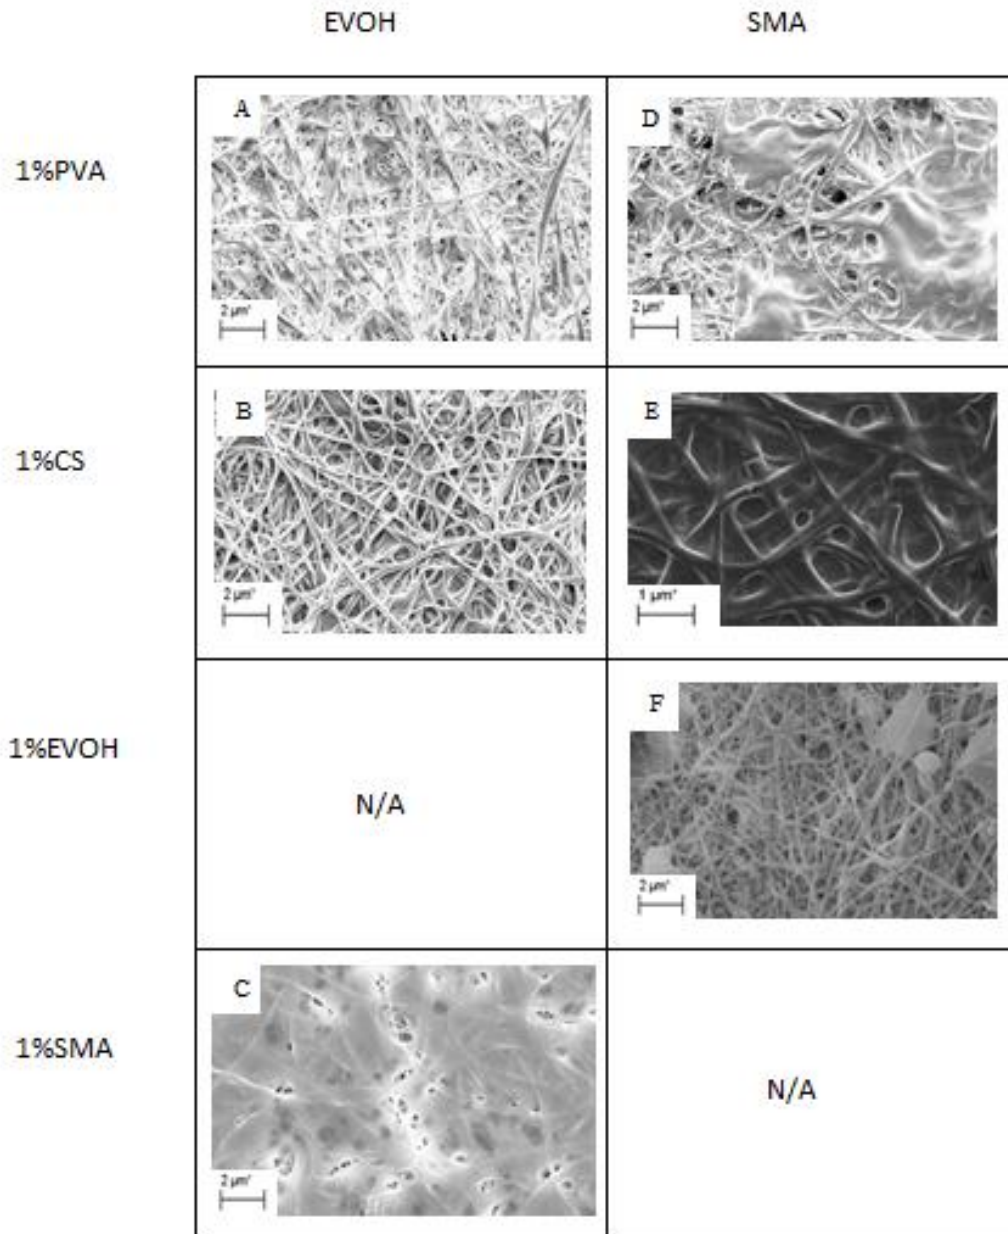 EVOH SMA
1%PVA
A
2 µm*
D
2 µm*
1%CS
B
2 µm*
E
1 µm*
1%EVOH
N/A
F
2 µm*
1%SMA
C
2 µm*
N/A